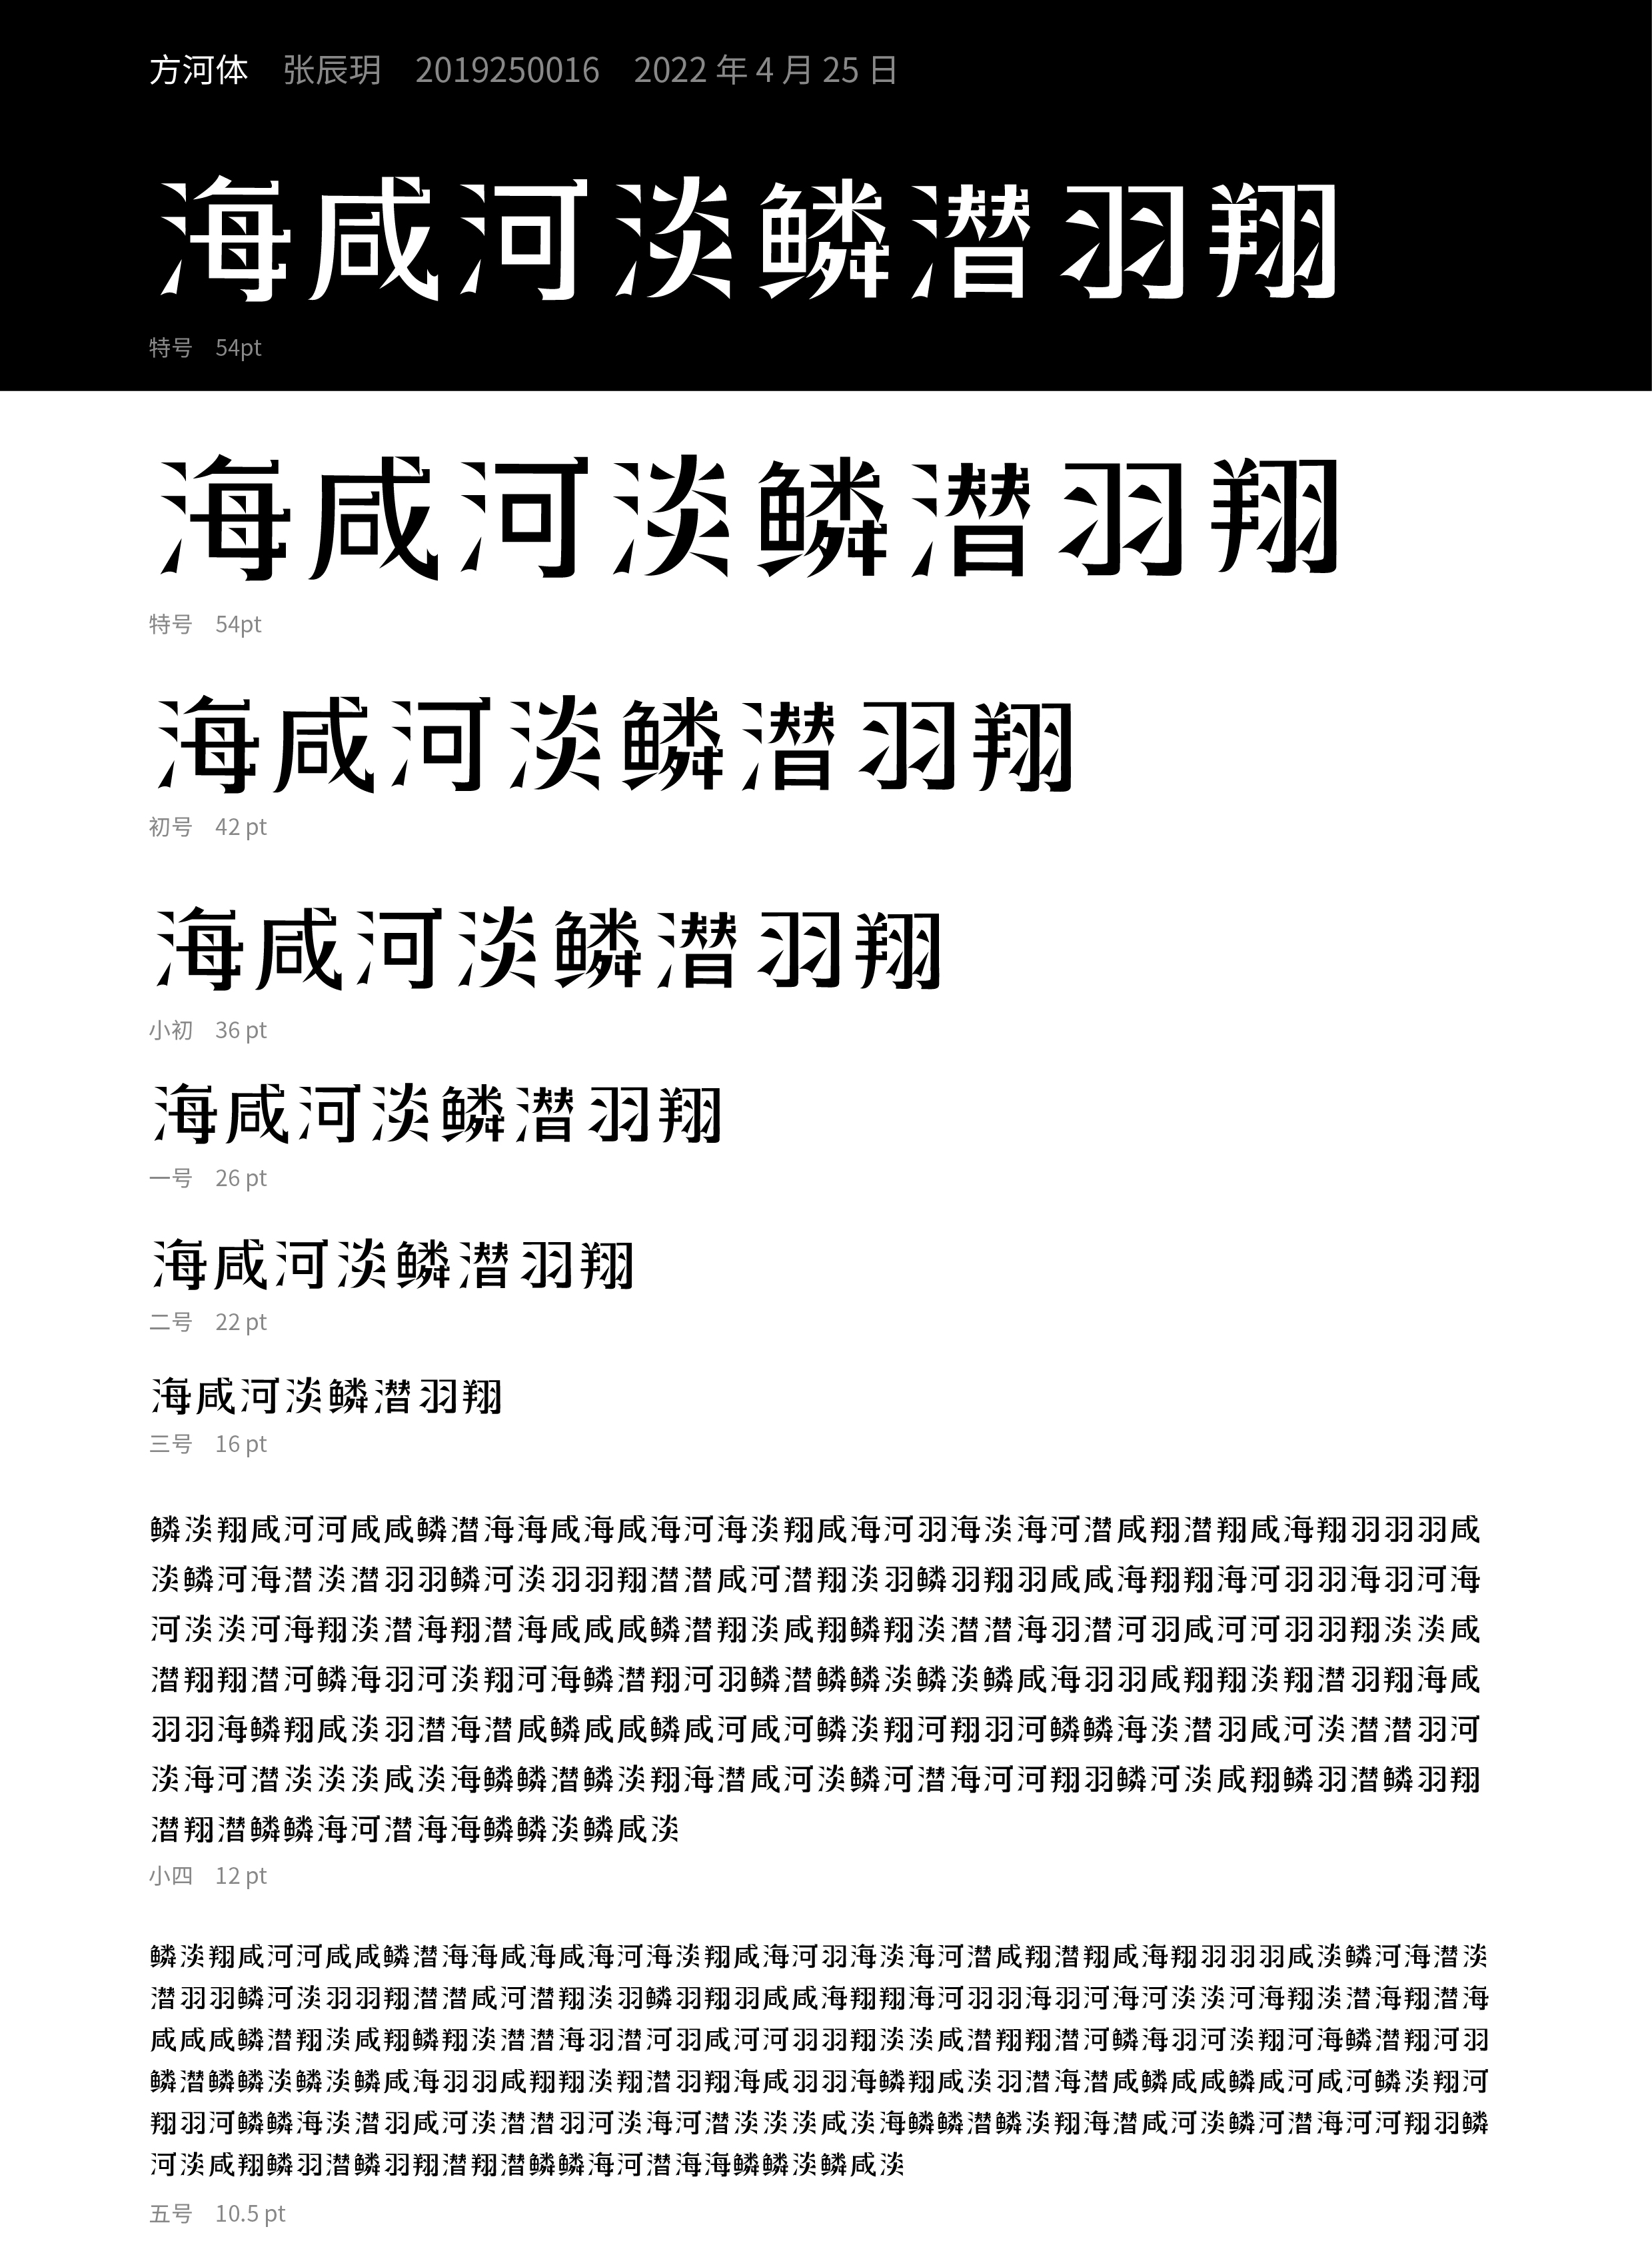 方河体 张辰玥 2019250016 2022 年 4 月 25 日
海咸河淡鳞潜羽翔
特号 54pt
海咸河淡鳞潜羽翔
特号 54pt
海咸河淡鳞潜羽翔
初号 42 pt
海咸河淡鳞潜羽翔
小初 36 pt
海咸河淡鳞潜羽翔
一号 26 pt
海咸河淡鳞潜羽翔
二号 22 pt
海咸河淡鳞潜羽翔
三号 16 pt
鳞淡翔咸河河咸咸鳞潜海海咸海咸海河海淡翔咸海河羽海淡海河潜咸翔潜翔咸海翔羽羽羽咸
淡鳞河海潜淡潜羽羽鳞河淡羽羽翔潜潜咸河潜翔淡羽鳞羽翔羽咸咸海翔翔海河羽羽海羽河海
河淡淡河海翔淡潜海翔潜海咸咸咸鳞潜翔淡咸翔鳞翔淡潜潜海羽潜河羽咸河河羽羽翔淡淡咸
潜翔翔潜河鳞海羽河淡翔河海鳞潜翔河羽鳞潜鳞鳞淡鳞淡鳞咸海羽羽咸翔翔淡翔潜羽翔海咸
羽羽海鳞翔咸淡羽潜海潜咸鳞咸咸鳞咸河咸河鳞淡翔河翔羽河鳞鳞海淡潜羽咸河淡潜潜羽河
淡海河潜淡淡淡咸淡海鳞鳞潜鳞淡翔海潜咸河淡鳞河潜海河河翔羽鳞河淡咸翔鳞羽潜鳞羽翔
潜翔潜鳞鳞海河潜海海鳞鳞淡鳞咸淡
小四 12 pt
鳞淡翔咸河河咸咸鳞潜海海咸海咸海河海淡翔咸海河羽海淡海河潜咸翔潜翔咸海翔羽羽羽咸淡鳞河海潜淡
潜羽羽鳞河淡羽羽翔潜潜咸河潜翔淡羽鳞羽翔羽咸咸海翔翔海河羽羽海羽河海河淡淡河海翔淡潜海翔潜海
咸咸咸鳞潜翔淡咸翔鳞翔淡潜潜海羽潜河羽咸河河羽羽翔淡淡咸潜翔翔潜河鳞海羽河淡翔河海鳞潜翔河羽
鳞潜鳞鳞淡鳞淡鳞咸海羽羽咸翔翔淡翔潜羽翔海咸羽羽海鳞翔咸淡羽潜海潜咸鳞咸咸鳞咸河咸河鳞淡翔河
翔羽河鳞鳞海淡潜羽咸河淡潜潜羽河淡海河潜淡淡淡咸淡海鳞鳞潜鳞淡翔海潜咸河淡鳞河潜海河河翔羽鳞
河淡咸翔鳞羽潜鳞羽翔潜翔潜鳞鳞海河潜海海鳞鳞淡鳞咸淡
五号 10.5 pt